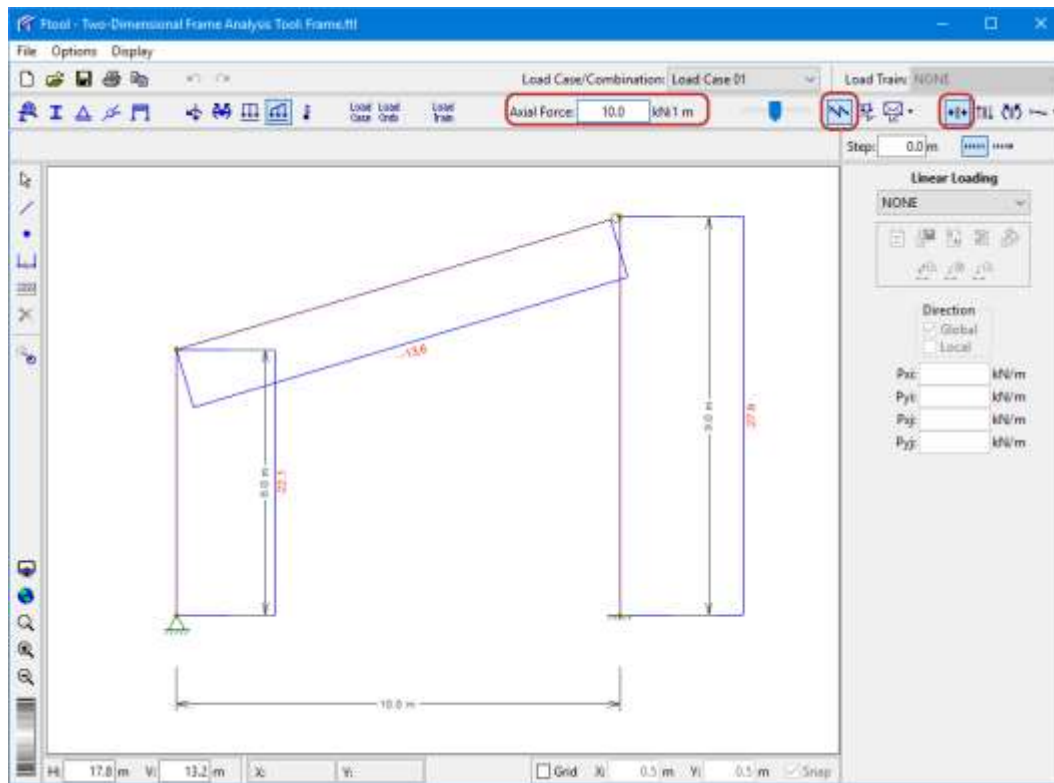 Ftool - Two-Dimensional Frame Analysis Tool: Frame.ftl
File Options Display
Load Case/Combination: Load Case 01 Load Train: NONE
Load Case Load Cmb Load Train Axial Force: 10.0 kN:1 m
Step: 0.0 m
Linear Loading
NONE
Direction
Global
Local
Pxi: kN/m
Pyi: kN/m
Pxj: kN/m
Pyj: kN/m
-13.6
9.0 m
6.0 m
10.0 m
H: 17.8 m V: 13.2 m X: Y: Grid X: 0.5 m Y: 0.5 m Snap